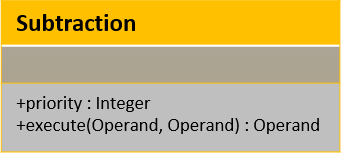 Subtraction
+priority : Integer
+execute(Operand, Operand) : Operand